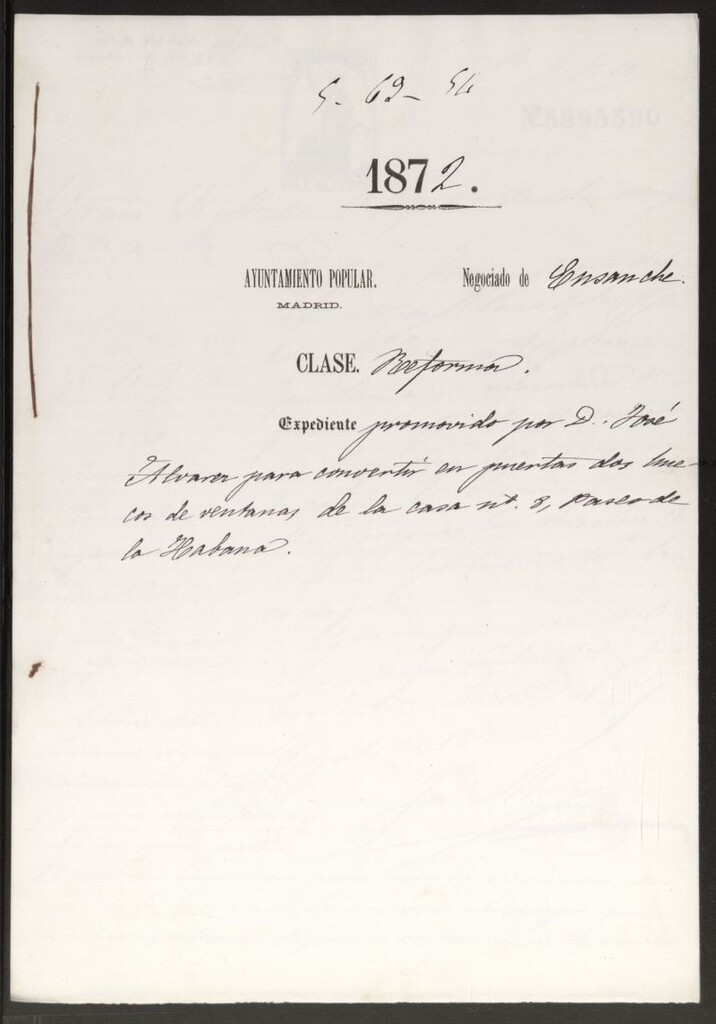 5- 69- 54
1872.
AYUNTAMIENTO POPULAR. Negociado de Ensanche.
MADRID.
CLASE. Reforma.
Expediente promovido por D. José
Alvarez para convertir en puertas dos hue-
cos de ventanas de la casa nº. 8, Paseo de
la Habana.